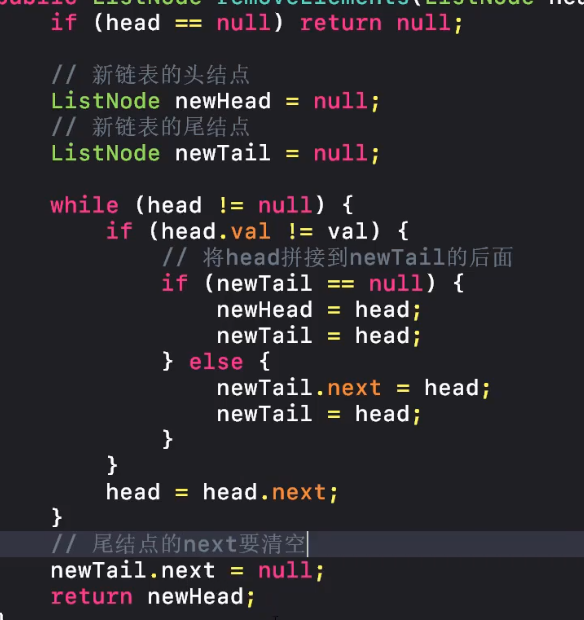 public ListNode removeElements(ListNode hea
if (head == null) return null;
// 新链表的头结点
ListNode newHead = null;
// 新链表的尾结点
ListNode newTail = null;
while (head != null) {
if (head.val != val) {
// 将head拼接到newTail的后面
if (newTail == null) {
newHead = head;
newTail = head;
} else {
newTail.next = head;
newTail = head;
}
}
head = head.next;
}
// 尾结点的next要清空
newTail.next = null;
return newHead;